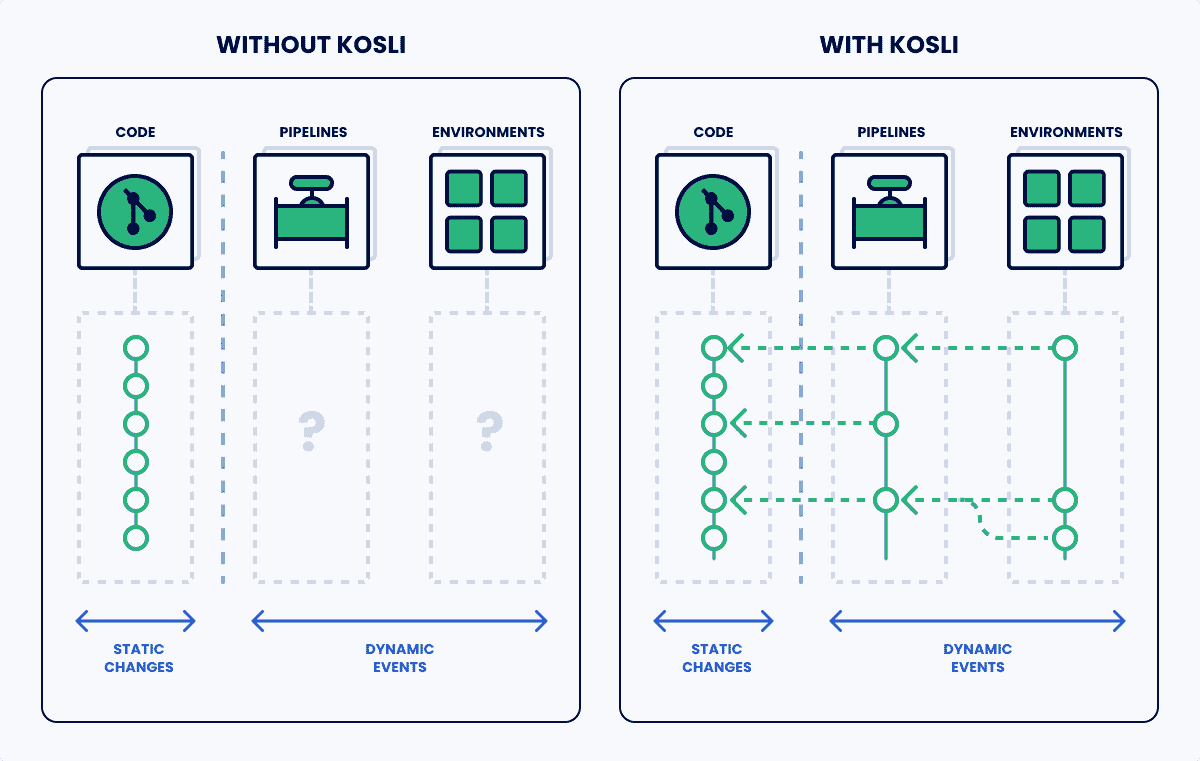 WITHOUT KOSLI
CODE
PIPELINES
ENVIRONMENTS
?
?
STATIC
CHANGES
DYNAMIC
EVENTS
WITH KOSLI
CODE
PIPELINES
ENVIRONMENTS
STATIC
CHANGES
DYNAMIC
EVENTS